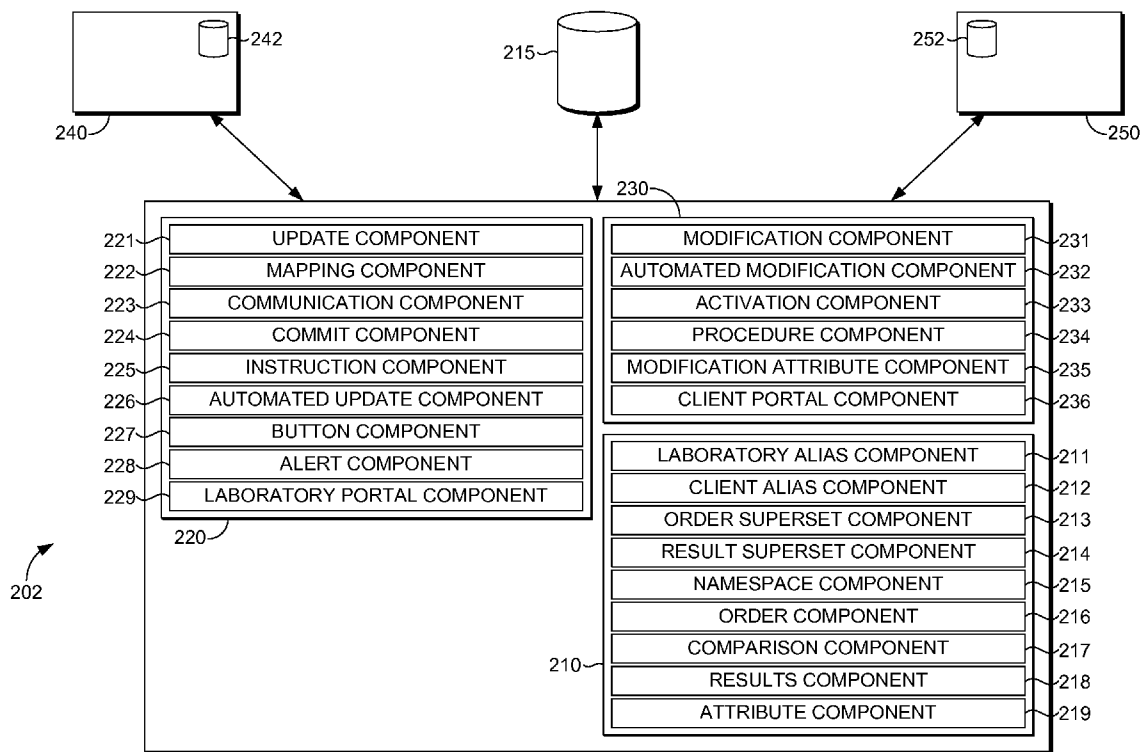 242
215
252
240
250
230
221 UPDATE COMPONENT
222 MAPPING COMPONENT
223 COMMUNICATION COMPONENT
224 COMMIT COMPONENT
225 INSTRUCTION COMPONENT
226 AUTOMATED UPDATE COMPONENT
227 BUTTON COMPONENT
228 ALERT COMPONENT
229 LABORATORY PORTAL COMPONENT
220
MODIFICATION COMPONENT 231
AUTOMATED MODIFICATION COMPONENT 232
ACTIVATION COMPONENT 233
PROCEDURE COMPONENT 234
MODIFICATION ATTRIBUTE COMPONENT 235
CLIENT PORTAL COMPONENT 236
LABORATORY ALIAS COMPONENT 211
CLIENT ALIAS COMPONENT 212
ORDER SUPERSET COMPONENT 213
RESULT SUPERSET COMPONENT 214
NAMESPACE COMPONENT 215
ORDER COMPONENT 216
COMPARISON COMPONENT 217
210
RESULTS COMPONENT 218
ATTRIBUTE COMPONENT 219
202